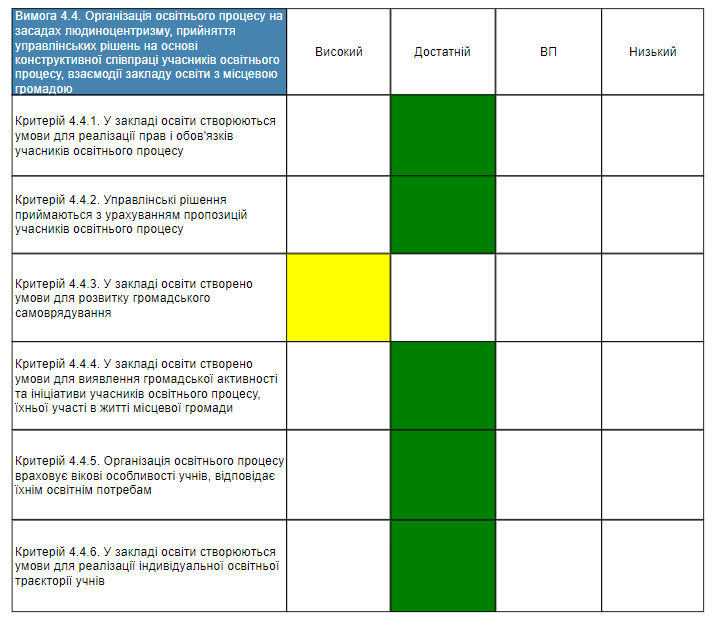 Вимога 4.4. Організація освітнього процесу на
засадах людиноцентризму, прийняття
управлінських рішень на основі
конструктивної співпраці учасників освітнього
процесу, взаємодії закладу освіти з місцевою
громадою
Високий
Достатній
ВП
Низький
Критерій 4.4.1. У закладі освіти створюються
умови для реалізації прав і обов'язків
учасників освітнього процесу
Критерій 4.4.2. Управлінські рішення
приймаються з урахуванням пропозицій
учасників освітнього процесу
Критерій 4.4.3. У закладі освіти створено
умови для розвитку громадського
самоврядування
Критерій 4.4.4. У закладі освіти створено
умови для виявлення громадської активності
та ініціативи учасників освітнього процесу,
їхньої участі в житті місцевої громади
Критерій 4.4.5. Організація освітнього процесу
враховує вікові особливості учнів, відповідає
їхнім освітнім потребам
Критерій 4.4.6. У закладі освіти створюються
умови для реалізації індивідуальної освітньої
траєкторії учнів